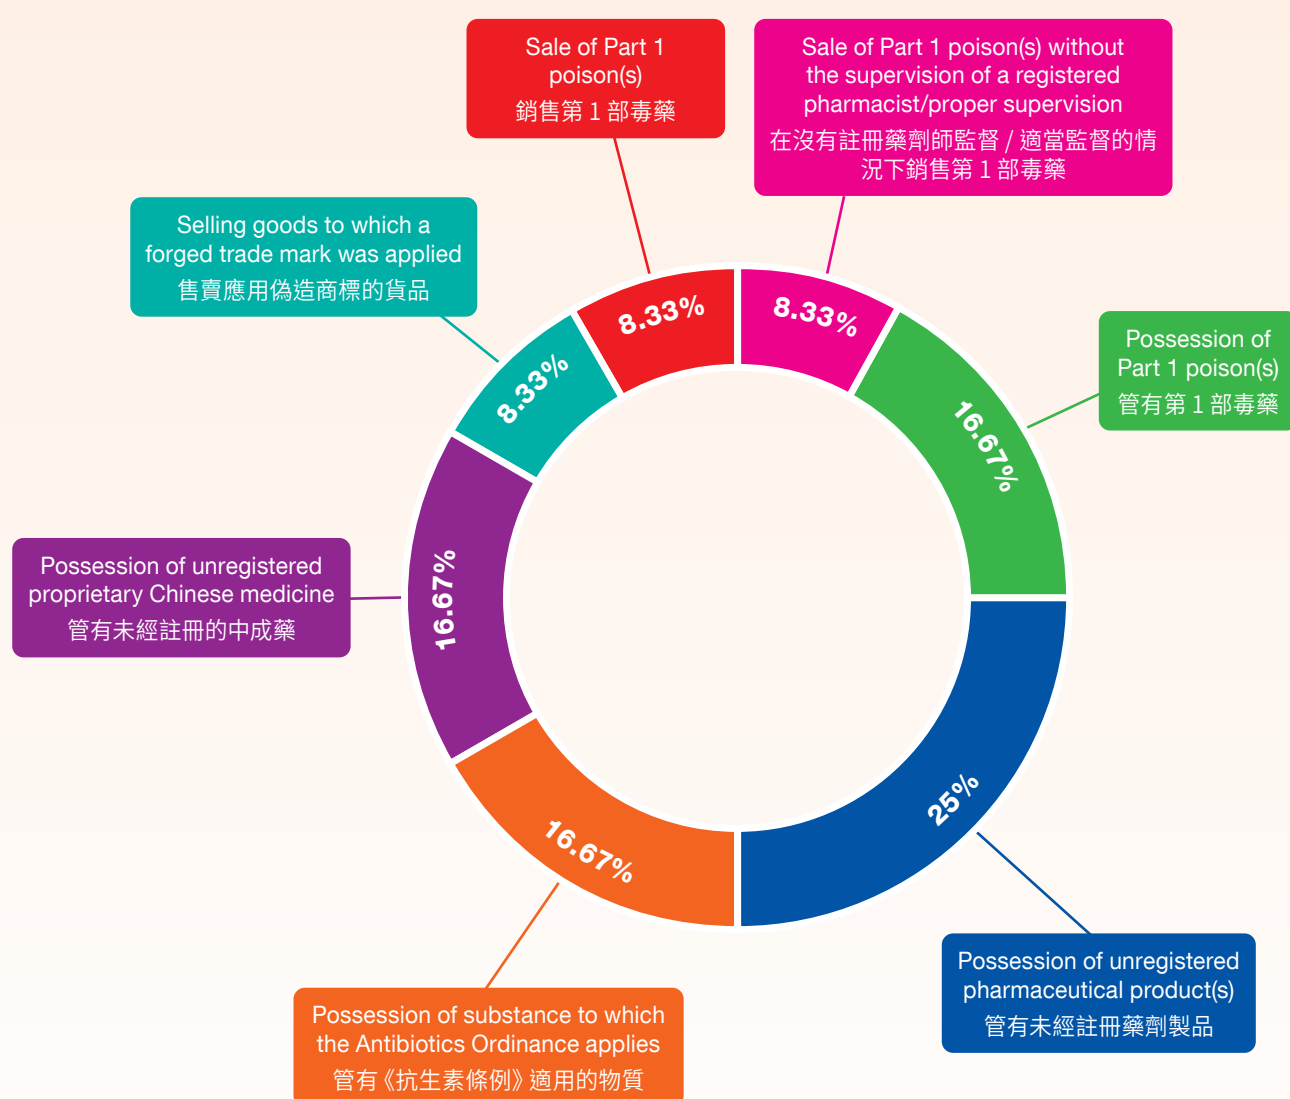 Sale of Part 1
poison(s)
銷售第 1 部毒藥
Sale of Part 1 poison(s) without
the supervision of a registered
pharmacist/proper supervision
在沒有註冊藥劑師監督 / 適當監督的情
況下銷售第 1 部毒藥
Selling goods to which a
forged trade mark was applied
售賣應用偽造商標的貨品
Possession of
Part 1 poison(s)
管有第 1 部毒藥
8.33%
8.33%
8.33%
16.67%
Possession of unregistered
proprietary Chinese medicine
管有未經註冊的中成藥
16.67%
25%
16.67%
Possession of unregistered
pharmaceutical product(s)
管有未經註冊藥劑製品
Possession of substance to which
the Antibiotics Ordinance applies
管有《抗生素條例》適用的物質